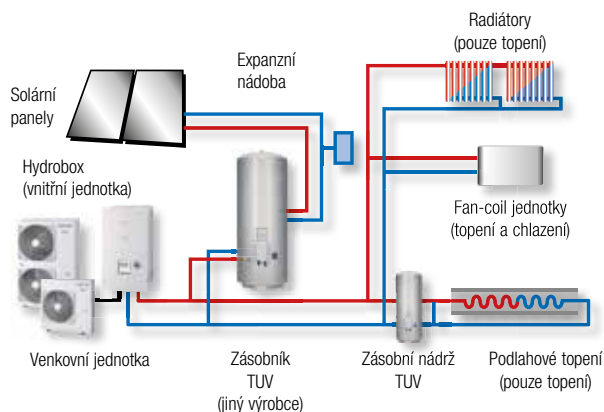 Radiátory
(pouze topení)
Expanzní
nádoba
Solární
panely
Hydrobox
(vnitřní jednotka)
Fan-coil jednotky
(topení a chlazení)
Venkovní jednotka
Zásobník
TUV
(jiný výrobce)
Zásobní nádrž
TUV
Podlahové topení
(pouze topení)